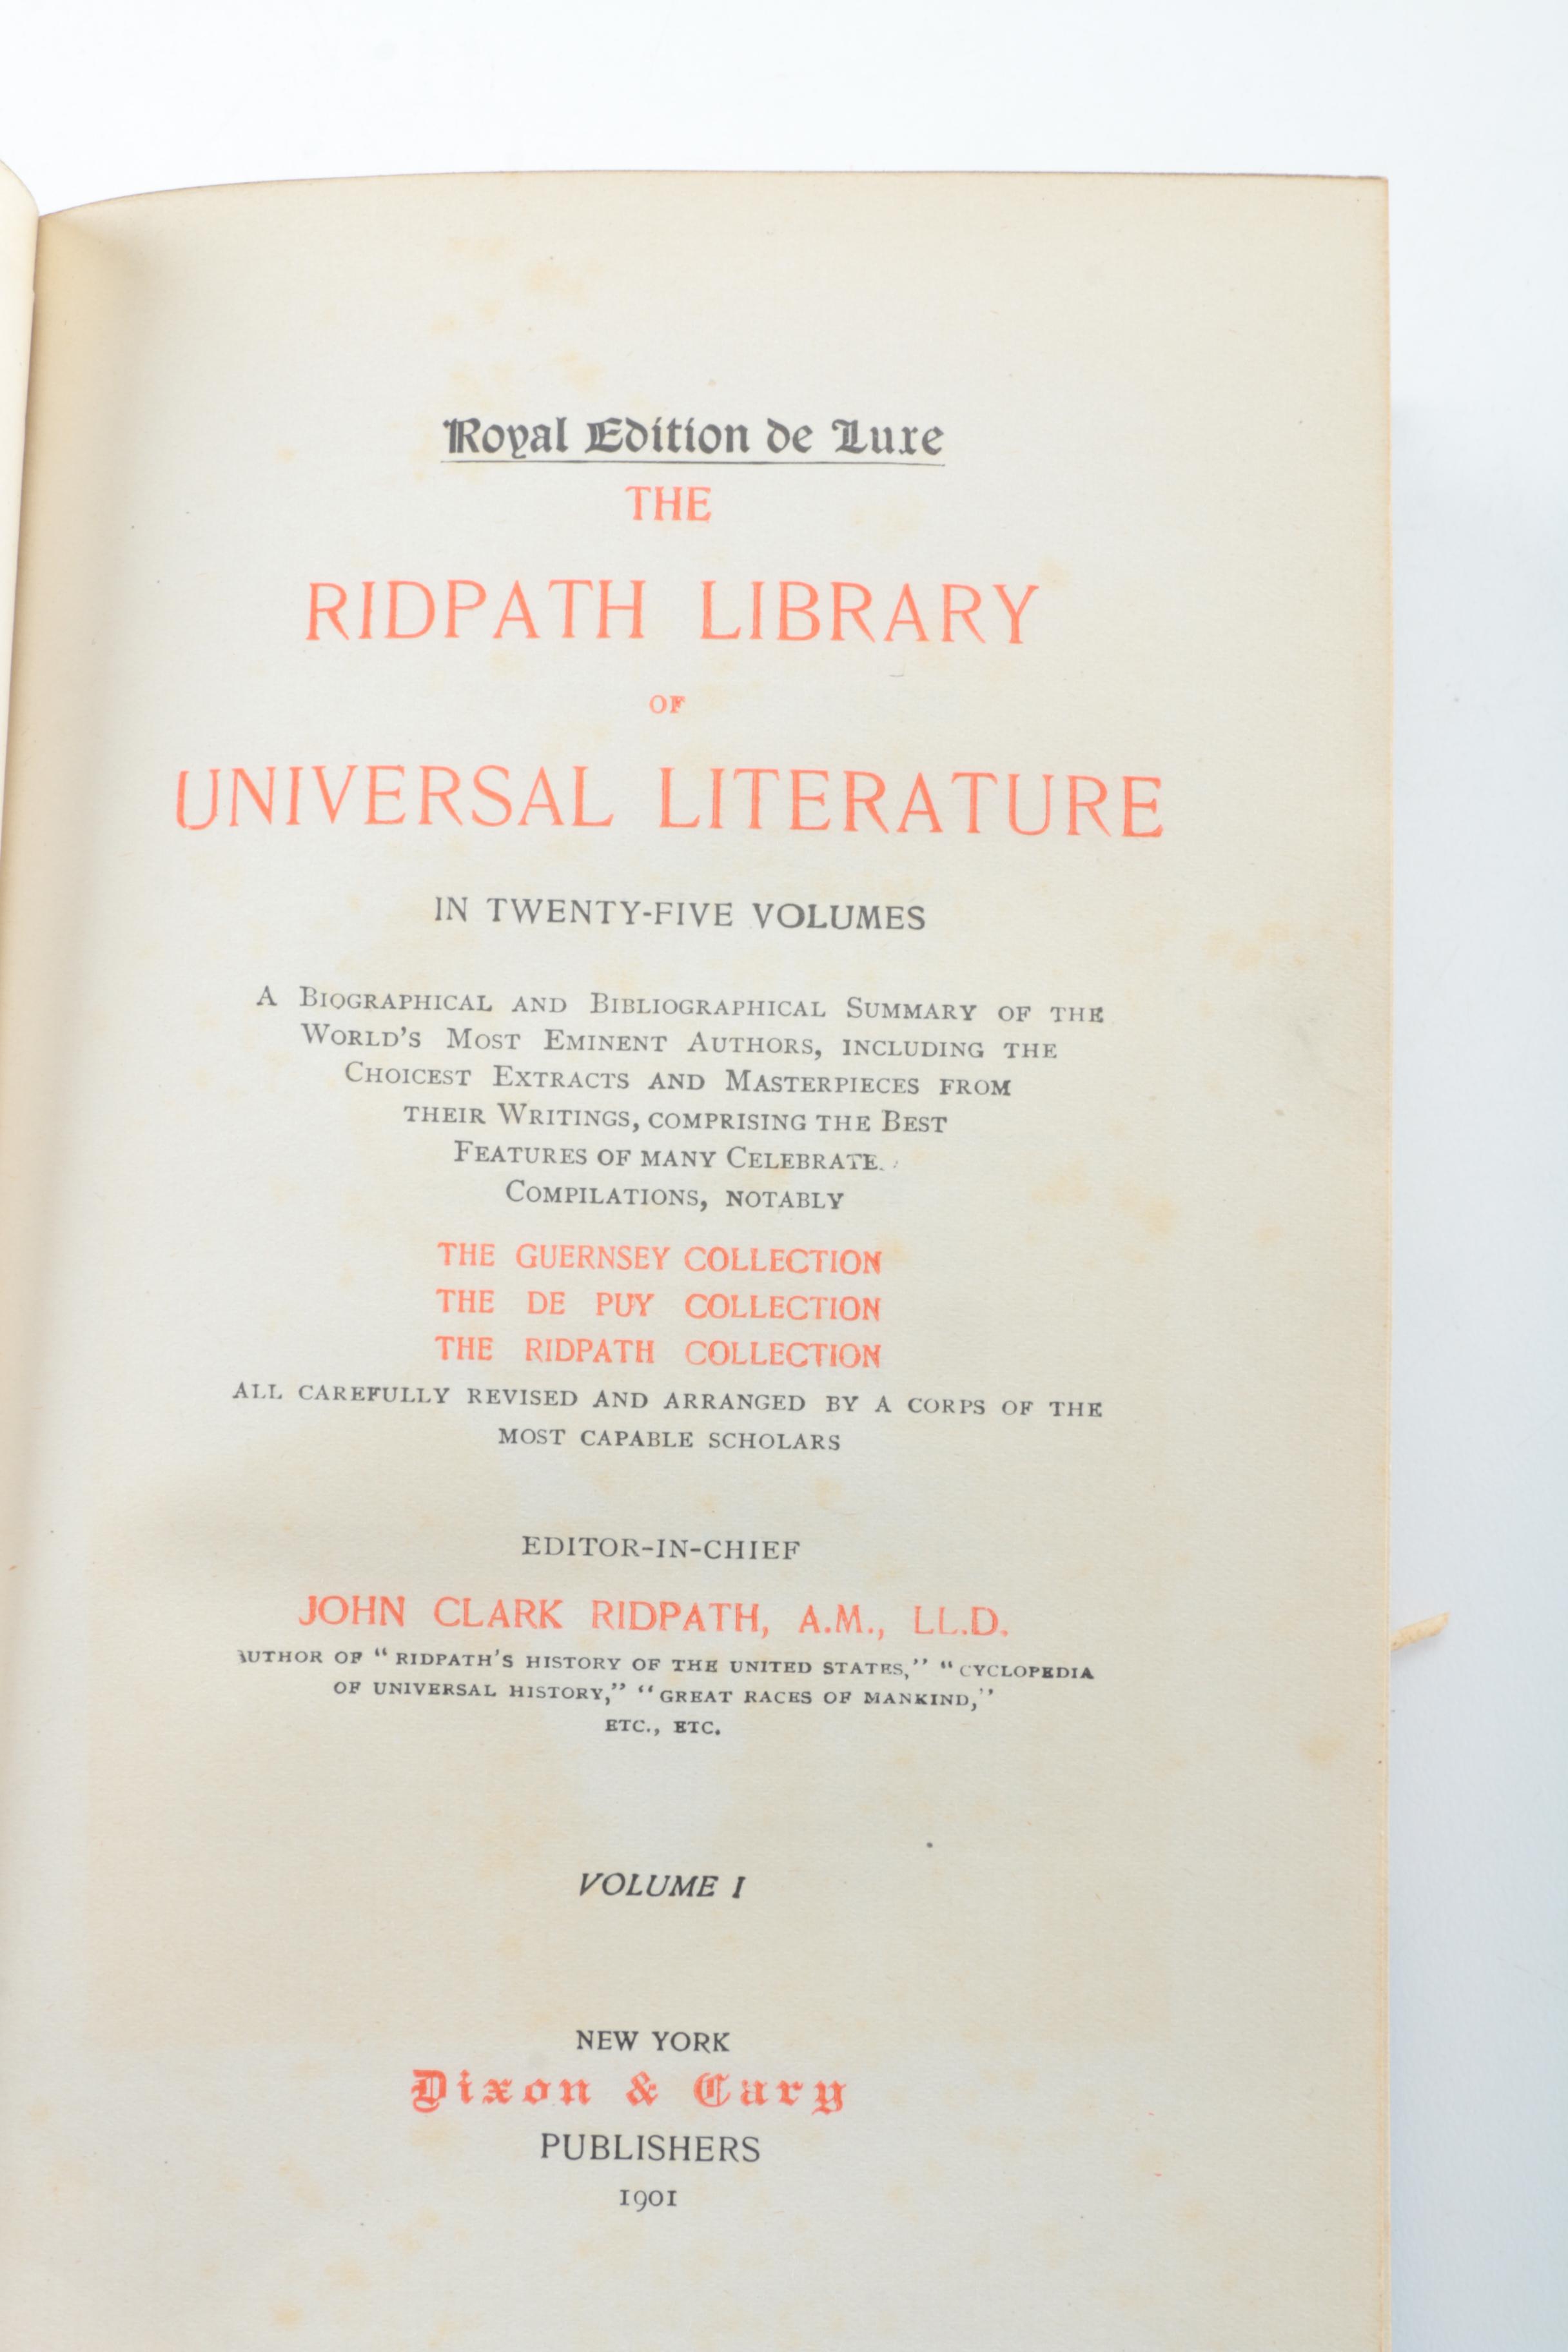 Royal Edition de Luxe
THE
RIDPATH LIBRARY
OF
UNIVERSAL LITERATURE
IN TWENTY-FIVE VOLUMES
A BIOGRAPHICAL AND BIBLIOGRAPHICAL SUMMARY OF THE
WORLD'S MOST EMINENT AUTHORS, INCLUDING THE
CHOICEST EXTRACTS AND MASTERPIECES FROM
THEIR WRITINGS, COMPRISING THE BEST
FEATURES OF MANY CELEBRATE
COMPILATIONS, NOTABLY
THE GUERNSEY COLLECTION
THE DE PUY COLLECTION
THE RIDPATH COLLECTION
ALL CAREFULLY REVISED AND ARRANGED BY A CORPS OF THE
MOST CAPABLE SCHOLARS
EDITOR-IN-CHIEF
JOHN CLARK RIDPATH, A.M., LL.D.
AUTHOR OF "RIDPATH'S HISTORY OF THE UNITED STATES," "CYCLOPEDIA
OF UNIVERSAL HISTORY," "GREAT RACES OF MANKIND,"
ETC., ETC.
VOLUME I
NEW YORK
Dixon & Cary
PUBLISHERS
1901